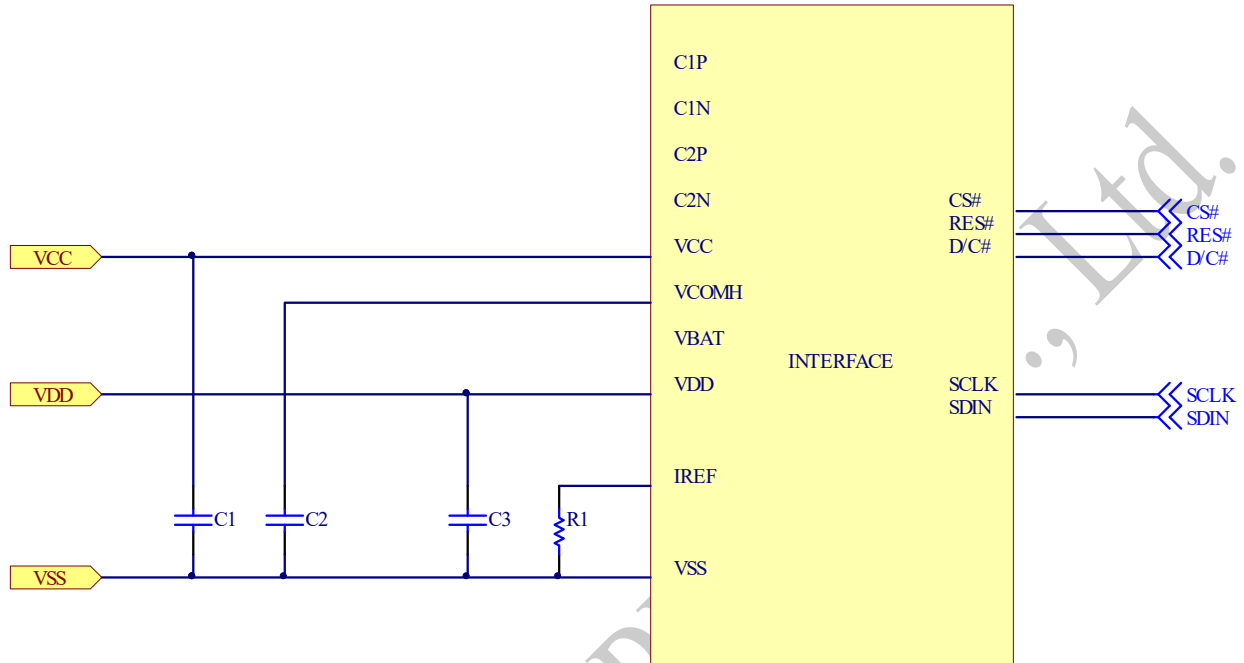 C1P
C1N
C2P
C2N
VCC
VCOMH
VBAT
VDD
IREF
VSS
INTERFACE
CS#
RES#
D/C#
SCLK
SDIN
CS#
RES#
D/C#
SCLK
SDIN
VCC
VDD
VSS
C1
C2
C3
R1
., Ltd.